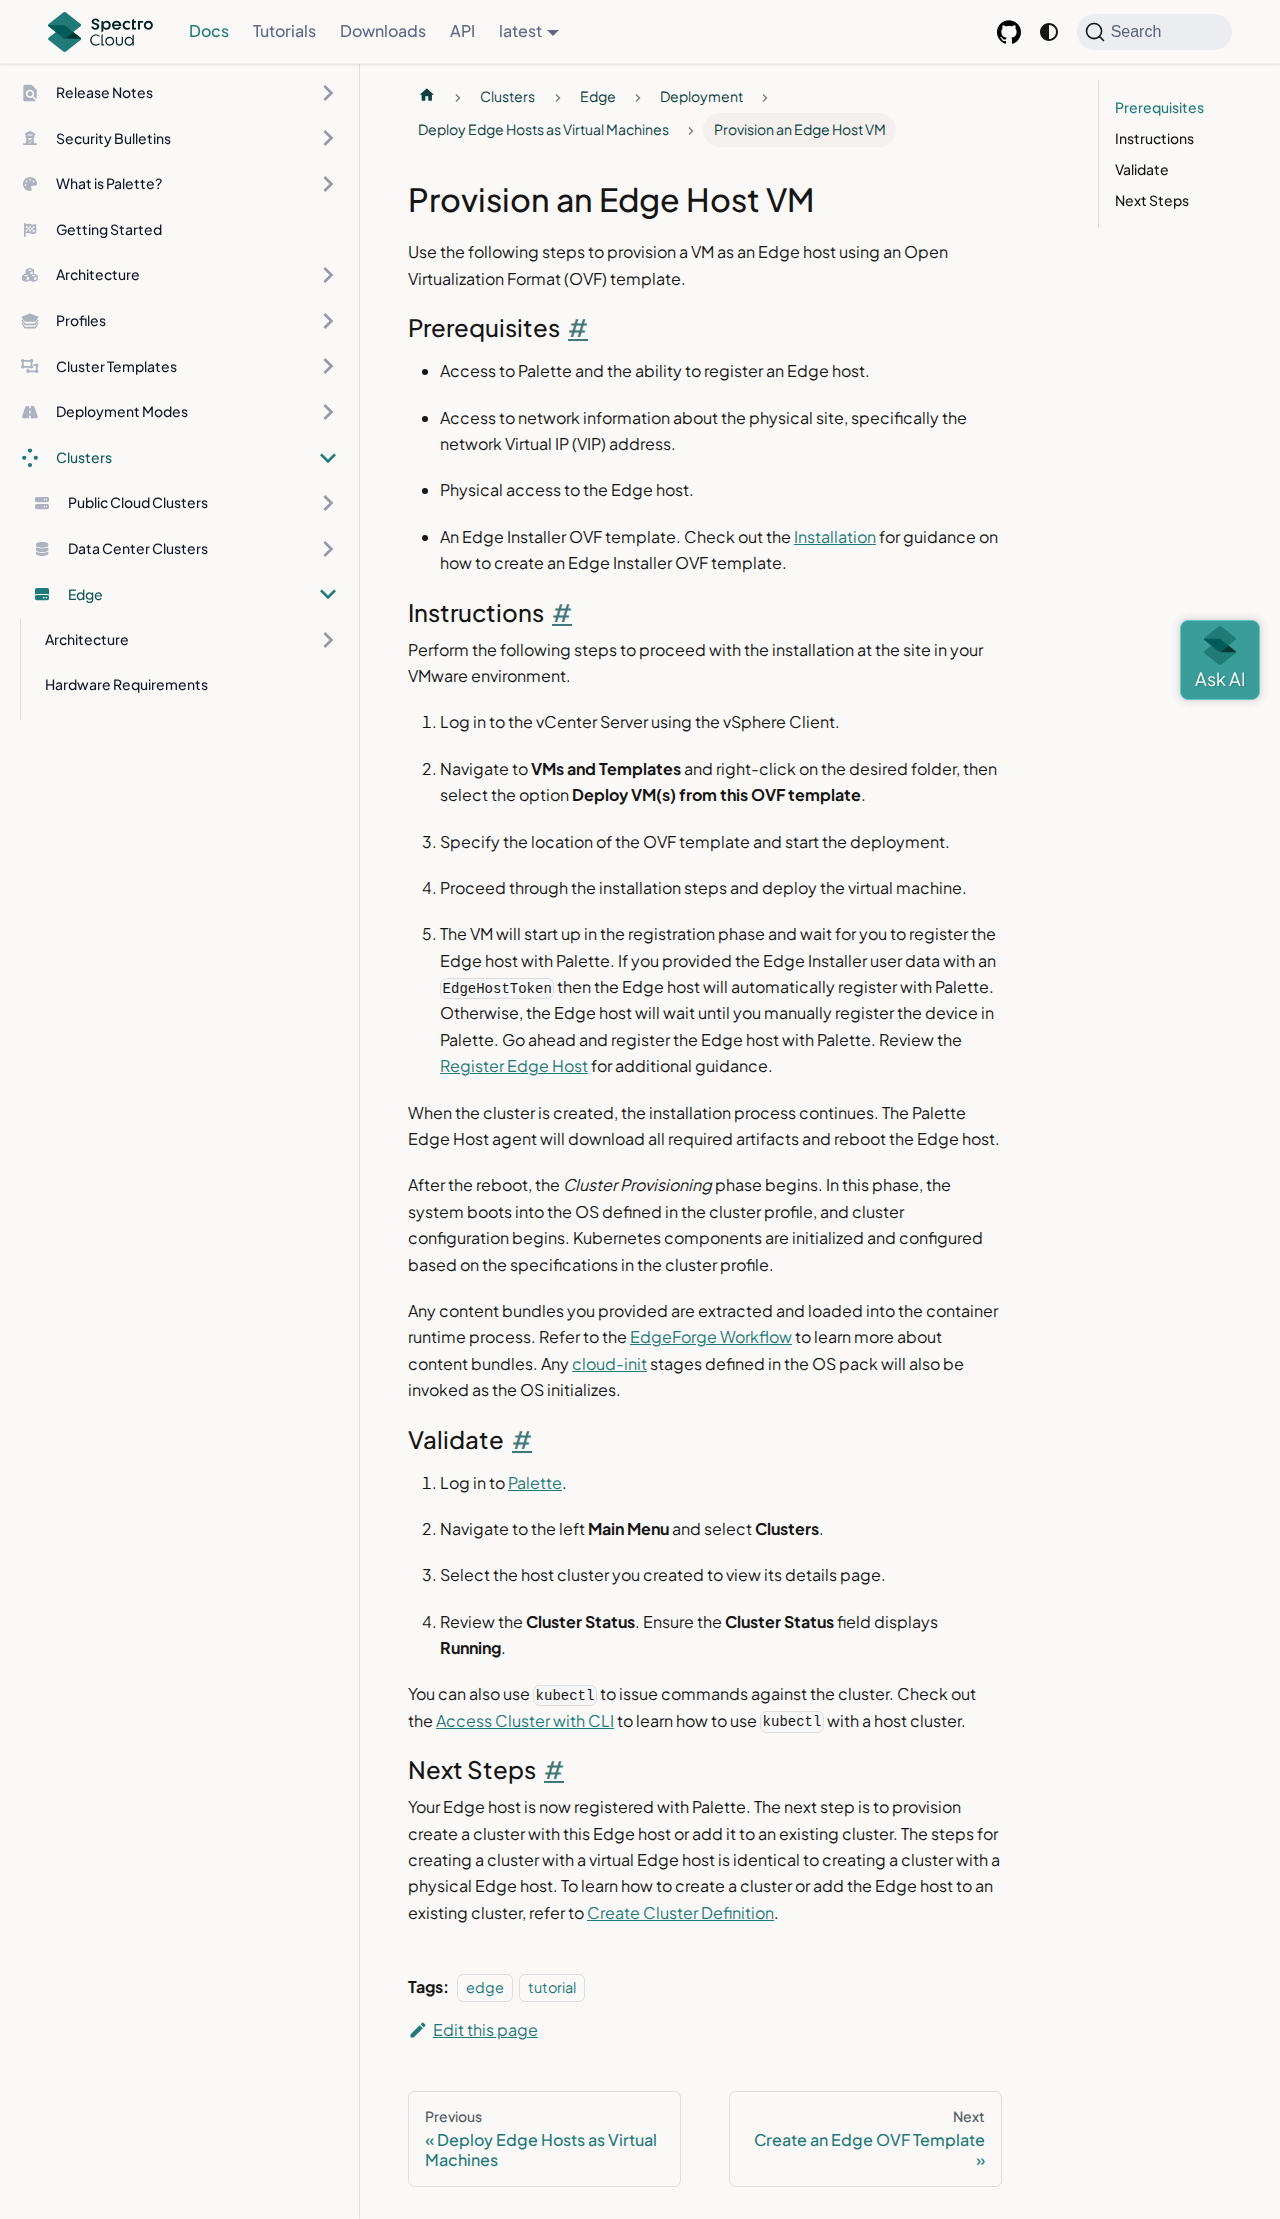 Spectro Cloud
Docs
Tutorials
Downloads
API
latest
Search
Release Notes
Security Bulletins
What is Palette?
Getting Started
Architecture
Profiles
Cluster Templates
Deployment Modes
Clusters
Public Cloud Clusters
Data Center Clusters
Edge
Architecture
Hardware Requirements
Clusters
Edge
Deployment
Deploy Edge Hosts as Virtual Machines
Provision an Edge Host VM
Provision an Edge Host VM
Use the following steps to provision a VM as an Edge host using an Open
Virtualization Format (OVF) template.
Prerequisites #
• Access to Palette and the ability to register an Edge host.
• Access to network information about the physical site, specifically the
network Virtual IP (VIP) address.
• Physical access to the Edge host.
• An Edge Installer OVF template. Check out the Installation for guidance on
how to create an Edge Installer OVF template.
Instructions #
Perform the following steps to proceed with the installation at the site in your
VMware environment.
1. Log in to the vCenter Server using the vSphere Client.
2. Navigate to VMs and Templates and right-click on the desired folder, then
select the option Deploy VM(s) from this OVF template.
3. Specify the location of the OVF template and start the deployment.
4. Proceed through the installation steps and deploy the virtual machine.
5. The VM will start up in the registration phase and wait for you to register the
Edge host with Palette. If you provided the Edge Installer user data with an
EdgeHostToken then the Edge host will automatically register with Palette.
Otherwise, the Edge host will wait until you manually register the device in
Palette. Go ahead and register the Edge host with Palette. Review the
Register Edge Host for additional guidance.
When the cluster is created, the installation process continues. The Palette
Edge Host agent will download all required artifacts and reboot the Edge host.
After the reboot, the Cluster Provisioning phase begins. In this phase, the
system boots into the OS defined in the cluster profile, and cluster
configuration begins. Kubernetes components are initialized and configured
based on the specifications in the cluster profile.
Any content bundles you provided are extracted and loaded into the container
runtime process. Refer to the EdgeForge Workflow to learn more about
content bundles. Any cloud-init stages defined in the OS pack will also be
invoked as the OS initializes.
Validate #
1. Log in to Palette.
2. Navigate to the left Main Menu and select Clusters.
3. Select the host cluster you created to view its details page.
4. Review the Cluster Status. Ensure the Cluster Status field displays
Running.
You can also use kubectl to issue commands against the cluster. Check out
the Access Cluster with CLI to learn how to use kubectl with a host cluster.
Next Steps #
Your Edge host is now registered with Palette. The next step is to provision
create a cluster with this Edge host or add it to an existing cluster. The steps for
creating a cluster with a virtual Edge host is identical to creating a cluster with a
physical Edge host. To learn how to create a cluster or add the Edge host to an
existing cluster, refer to Create Cluster Definition.
Tags: edge tutorial
Edit this page
Previous
« Deploy Edge Hosts as Virtual
Machines
Next
Create an Edge OVF Template
»
Prerequisites
Instructions
Validate
Next Steps
Ask AI